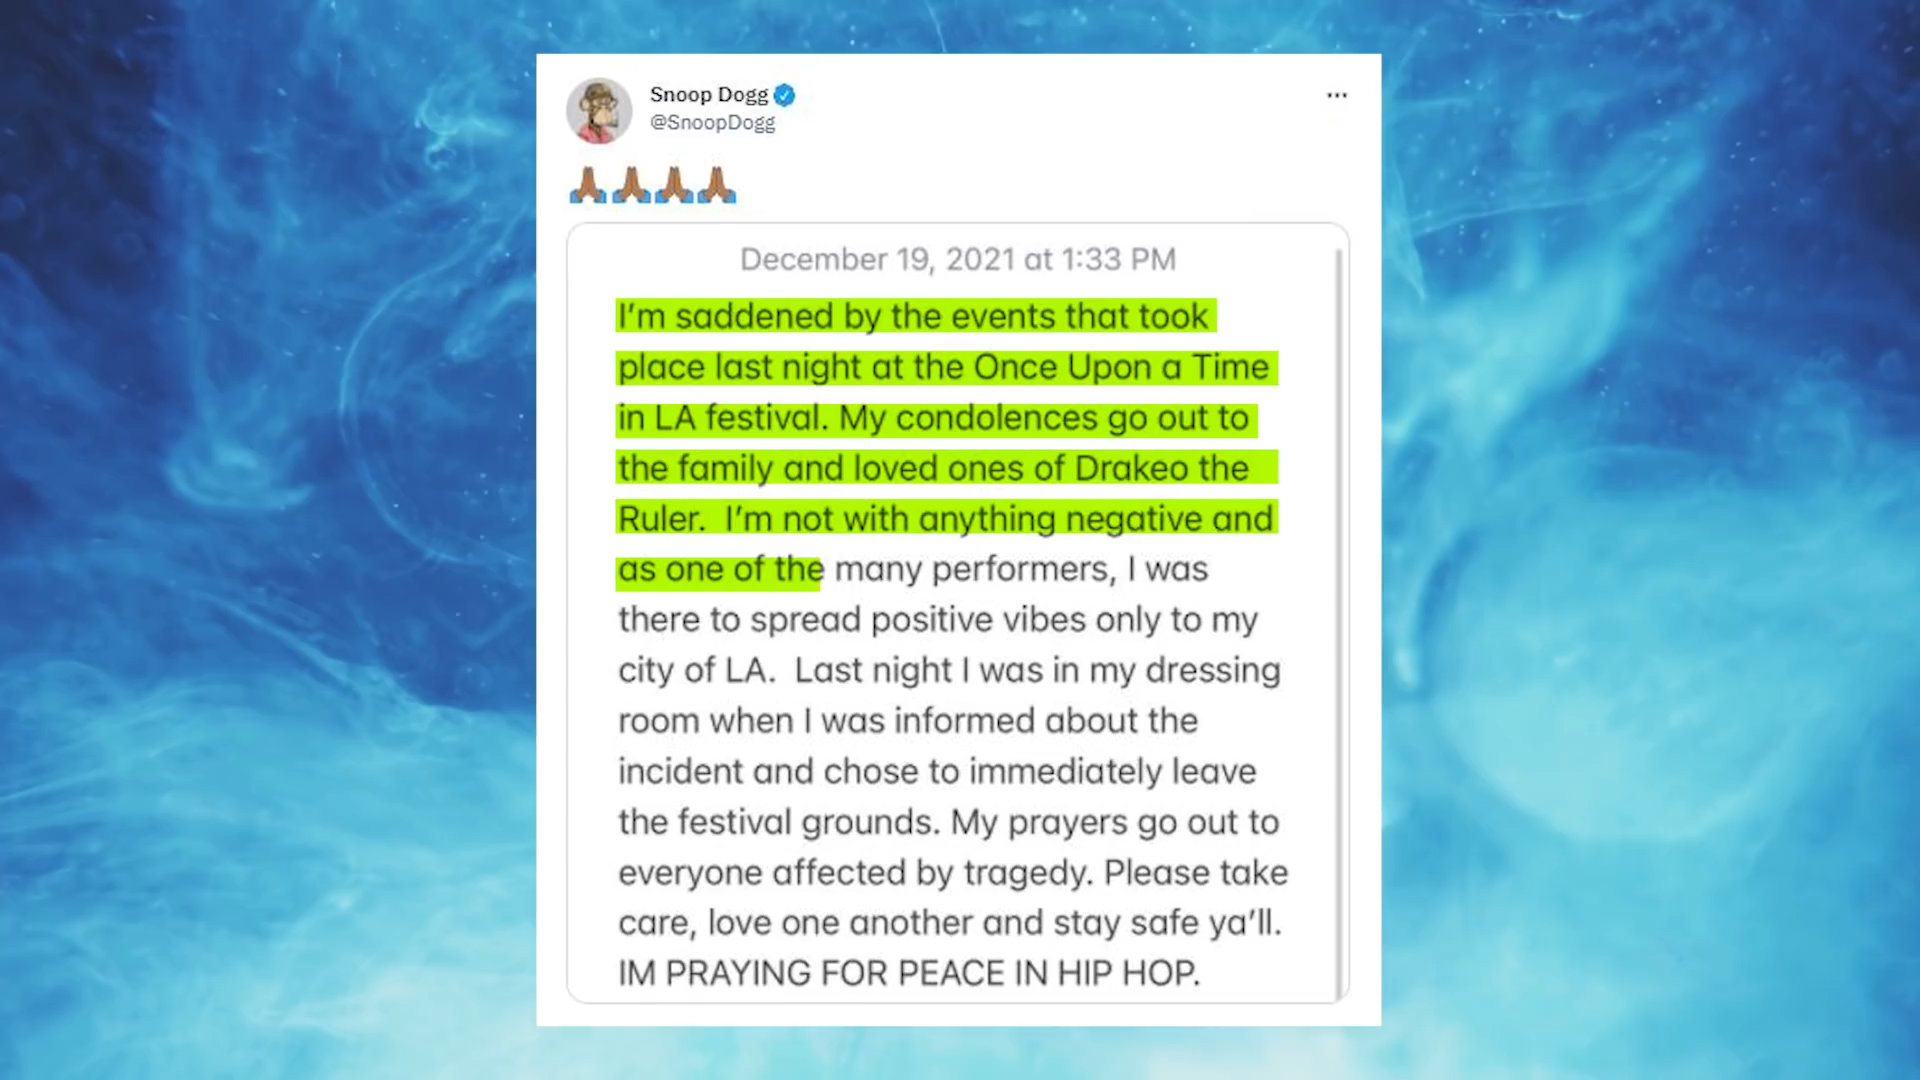 Snoop Dogg
@SnoopDogg
🙏🏾🙏🏾🙏🏾🙏🏾
December 19, 2021 at 1:33 PM
I’m saddened by the events that took
place last night at the Once Upon a Time
in LA festival. My condolences go out to
the family and loved ones of Drakeo the
Ruler.  I’m not with anything negative and
as one of the many performers, I was
there to spread positive vibes only to my
city of LA.  Last night I was in my dressing
room when I was informed about the
incident and chose to immediately leave
the festival grounds. My prayers go out to
everyone affected by tragedy. Please take
care, love one another and stay safe ya’ll.
IM PRAYING FOR PEACE IN HIP HOP.